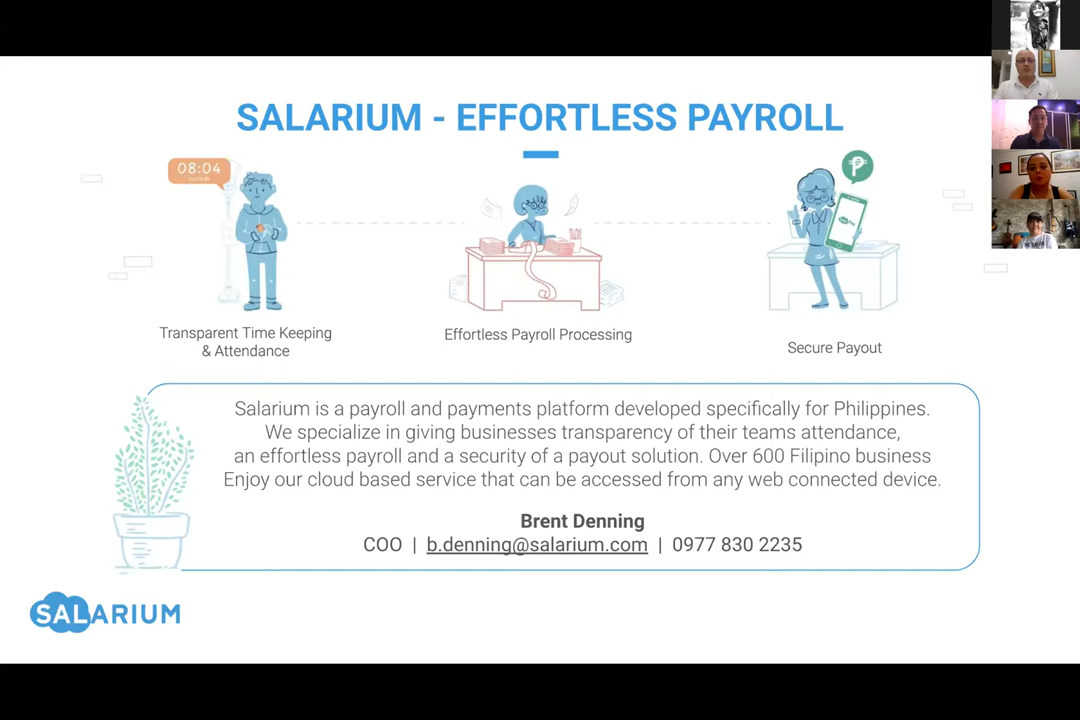 SALARIUM - EFFORTLESS PAYROLL
08:04
Transparent Time Keeping
& Attendance
Effortless Payroll Processing
Secure Payout
Salarium is a payroll and payments platform developed specifically for Philippines.
We specialize in giving businesses transparency of their teams attendance,
an effortless payroll and a security of a payout solution. Over 600 Filipino business
Enjoy our cloud based service that can be accessed from any web connected device.
Brent Denning
COO | b.denning@salarium.com | 0977 830 2235
SALARIUM